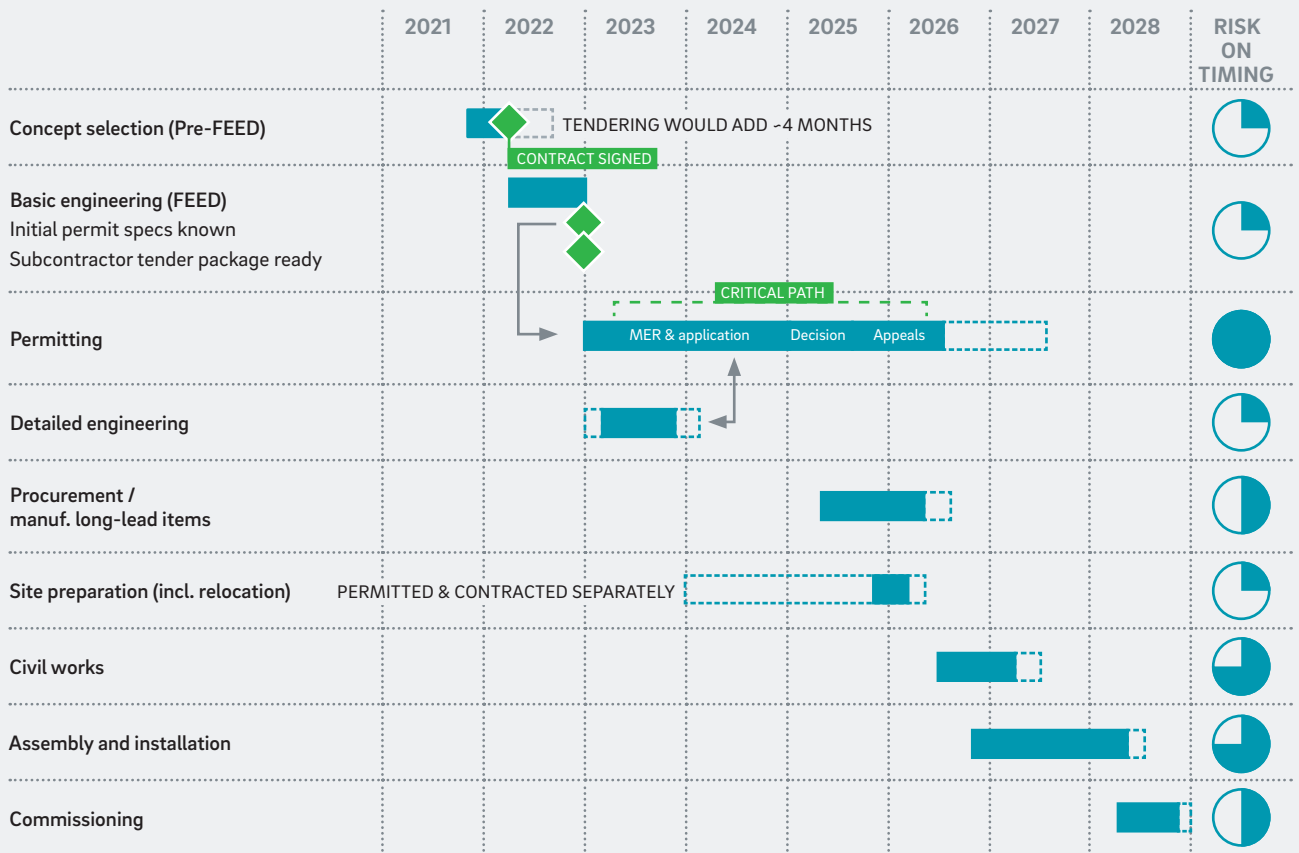 2021 2022 2023 2024 2025 2026 2027 2028 RISK
ON
TIMING
Concept selection (Pre-FEED) TENDERING WOULD ADD ~4 MONTHS
CONTRACT SIGNED
Basic engineering (FEED)
Initial permit specs known
Subcontractor tender package ready
CRITICAL PATH
Permitting MER & application Decision Appeals
Detailed engineering
Procurement /
manuf. long-lead items
Site preparation (incl. relocation) PERMITTED & CONTRACTED SEPARATELY
Civil works
Assembly and installation
Commissioning